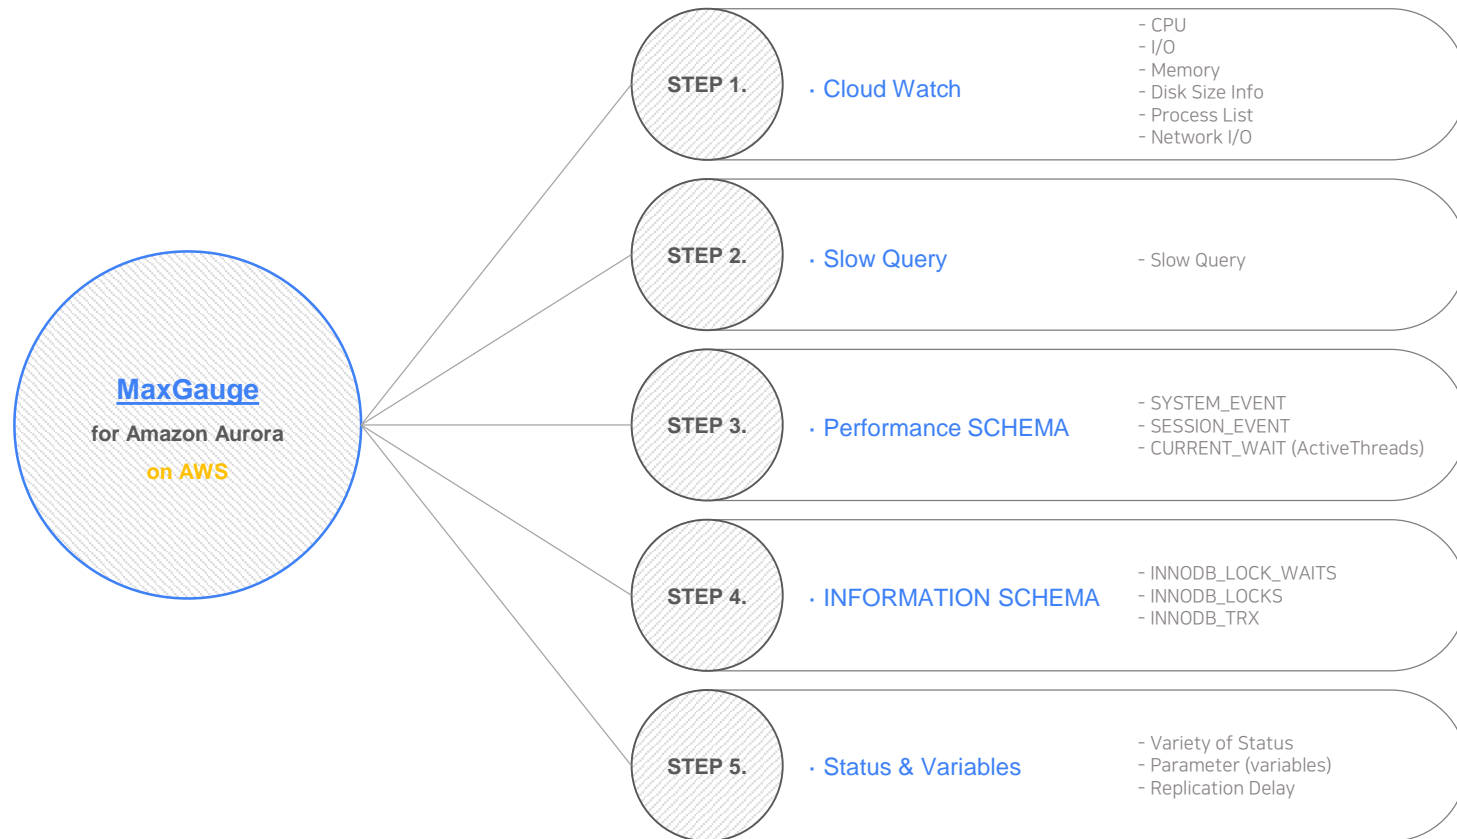 MaxGauge
for Amazon Aurora
on AWS
STEP 1.
· Cloud Watch
- CPU
- I/O
- Memory
- Disk Size Info
- Process List
- Network I/O
STEP 2.
· Slow Query
- Slow Query
STEP 3.
· Performance SCHEMA
- SYSTEM_EVENT
- SESSION_EVENT
- CURRENT_WAIT (ActiveThreads)
STEP 4.
· INFORMATION SCHEMA
- INNODB_LOCK_WAITS
- INNODB_LOCKS
- INNODB_TRX
STEP 5.
· Status & Variables
- Variety of Status
- Parameter (variables)
- Replication Delay